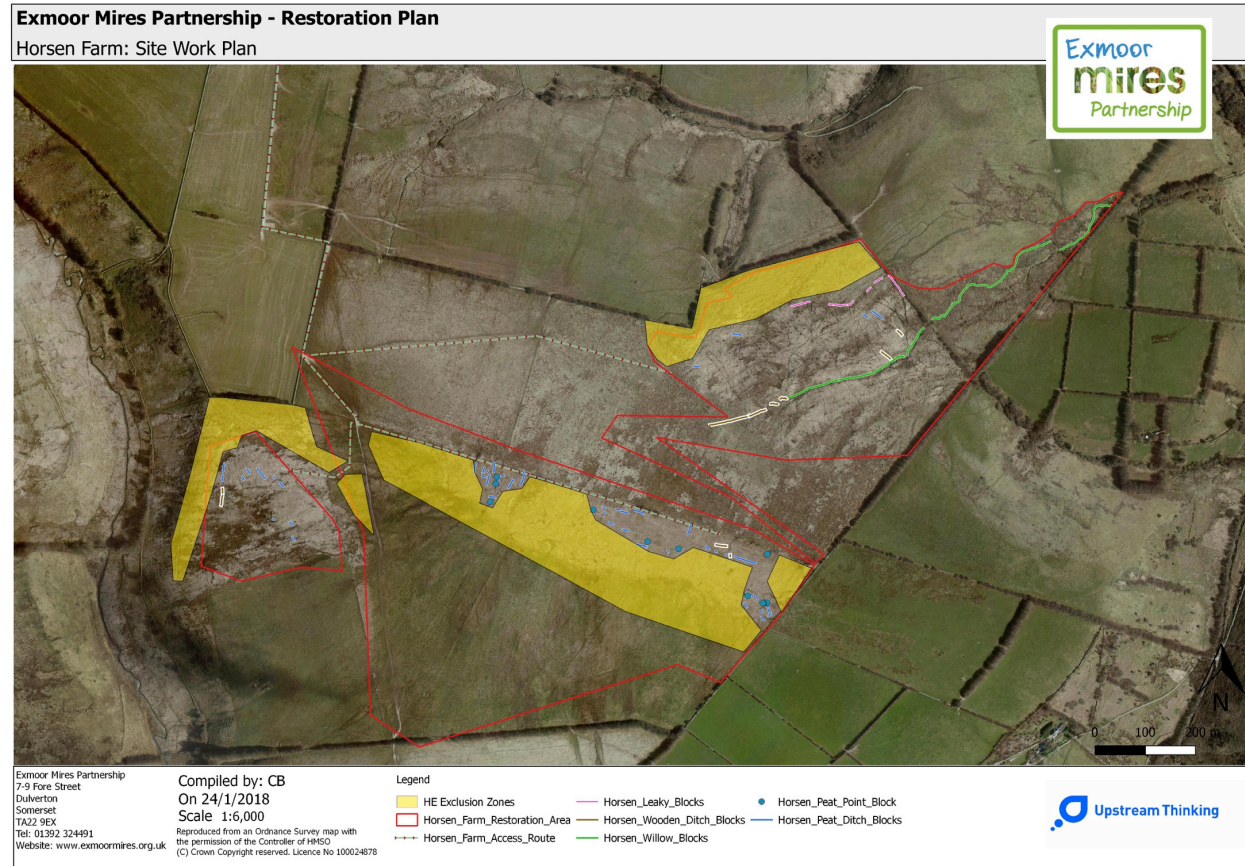 Exmoor Mires Partnership - Restoration Plan
Horsen Farm: Site Work Plan
Exmoor
mires
Partnership
N
0 100 200 m
Exmoor Mires Partnership
7-9 Fore Street
Dulverton
Somerset
TA22 9EX
Tel: 01392 324491
Website: www.exmoormires.org.uk
Compiled by: CB
On 24/1/2018
Scale 1:6,000
Reproduced from an Ordnance Survey map with
the permission of the Controller of HMSO
(C) Crown Copyright reserved. Licence No 100024878
Legend
HE Exclusion Zones
Horsen_Farm_Restoration_Area
Horsen_Farm_Access_Route
Horsen_Leaky_Blocks
Horsen_Wooden_Ditch_Blocks
Horsen_Willow_Blocks
Horsen_Peat_Point_Block
Horsen_Peat_Ditch_Blocks
Upstream Thinking